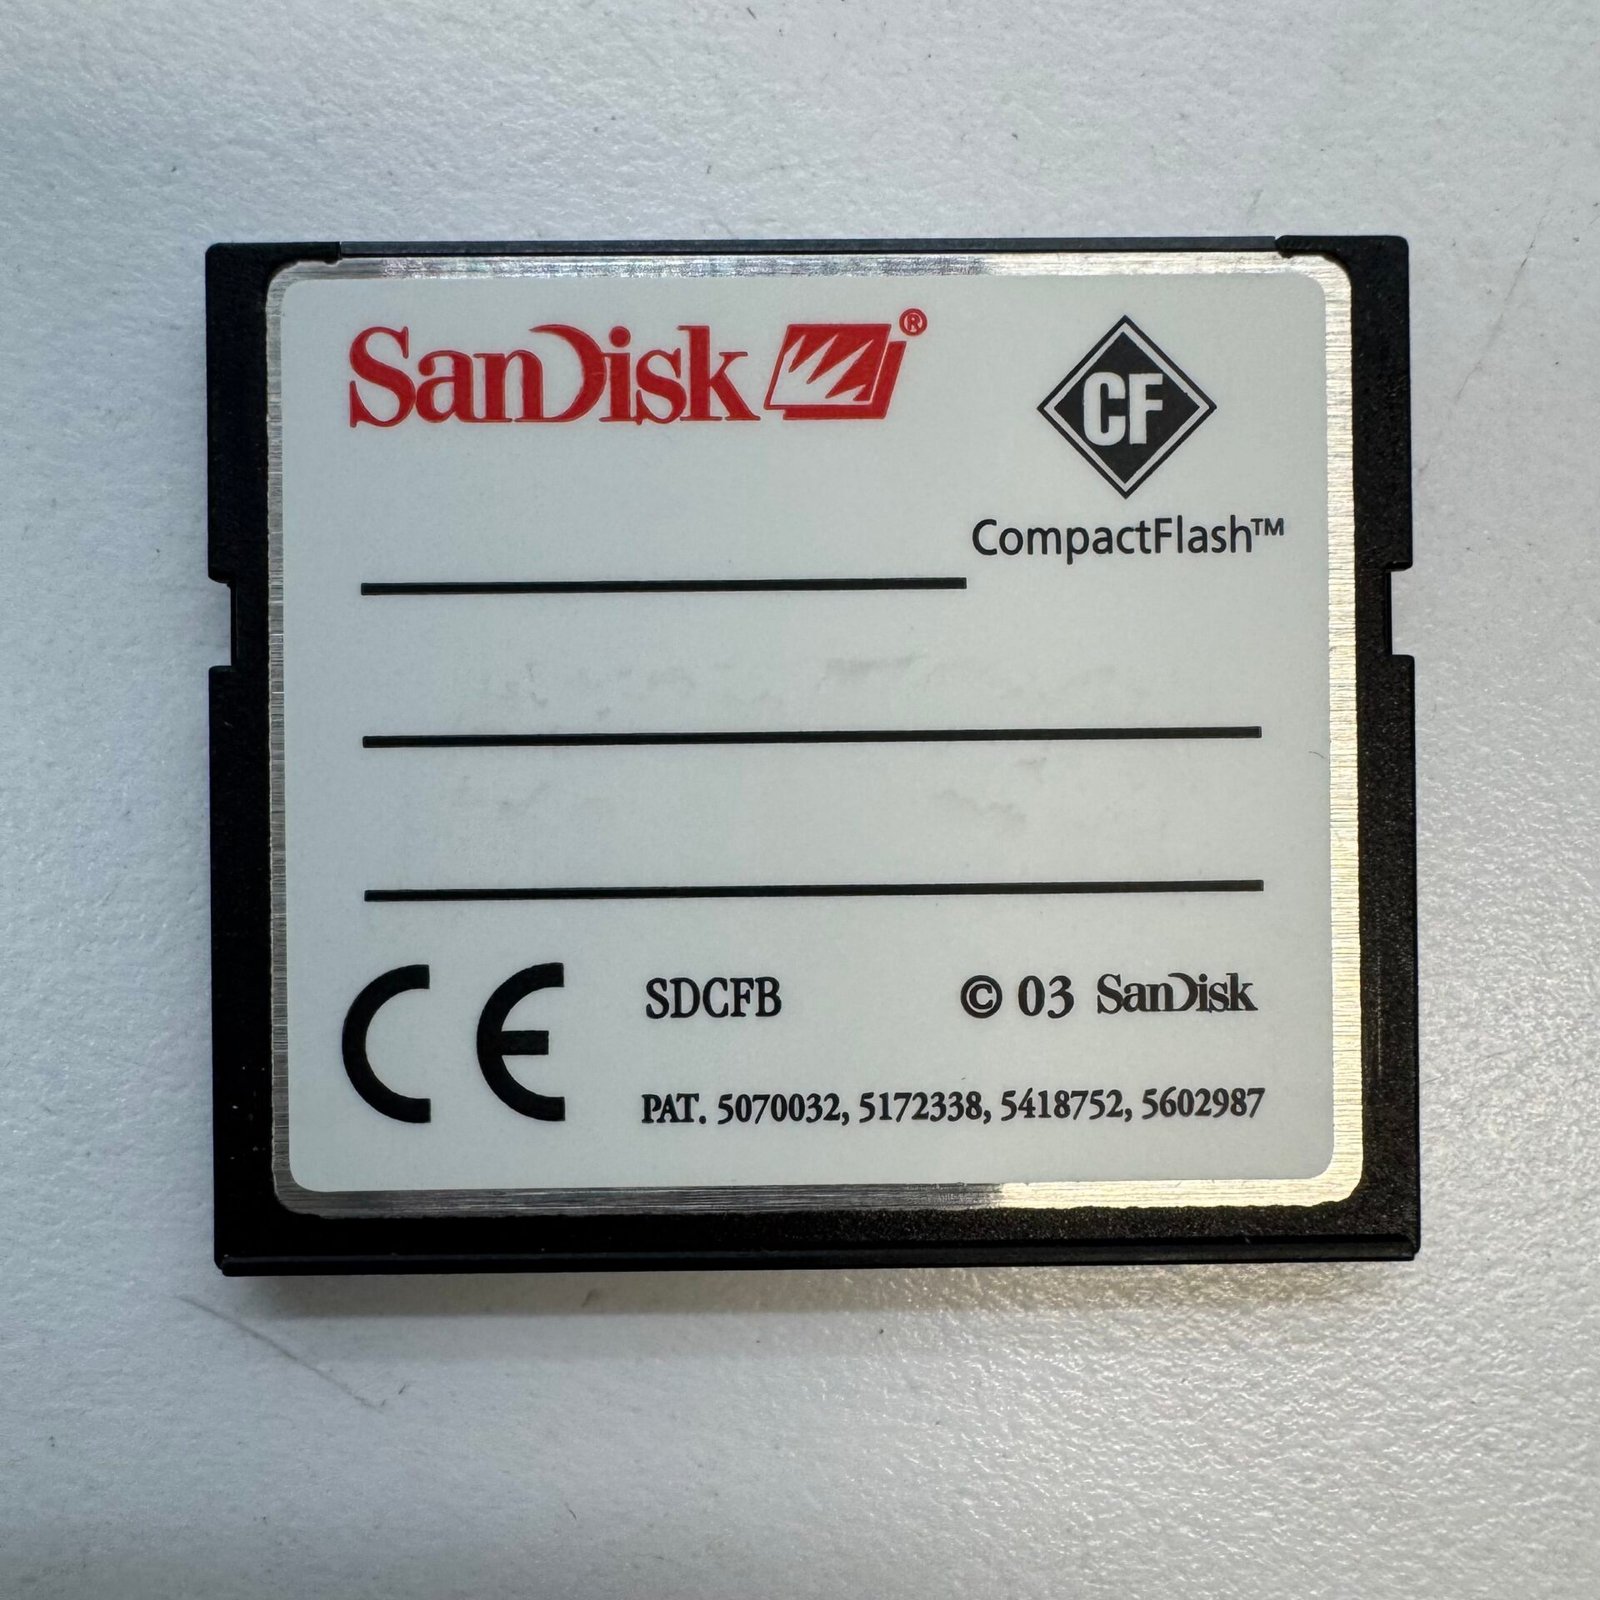 SanDisk ®
CF
CompactFlash™
CE SDCFB © 03 SanDisk
PAT. 5070032, 5172338, 5418752, 5602987